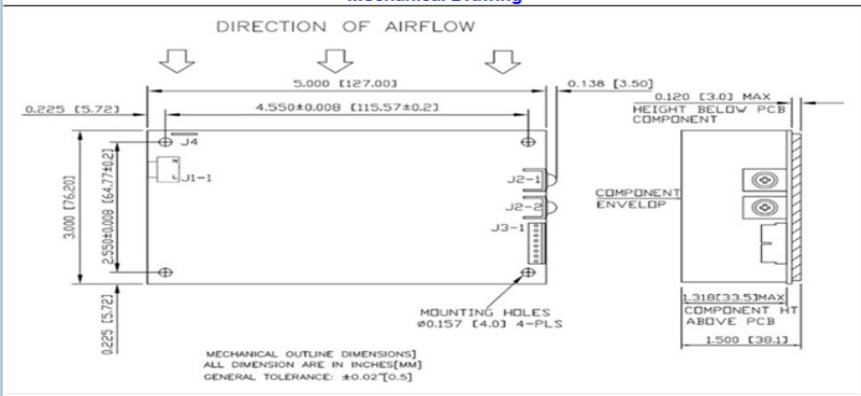 Mechanical Drawing
DIRECTION OF AIRFLOW
5.000 [127.00]
0.138 [3.50]
0.225 [5.72]
4.550±0.008 [115.57±0.2]
0.120 [3.0] MAX
HEIGHT BELOW PCB
COMPONENT
J4
N
L
J1-1
3.000 [76.20]
2.550±0.008 [64.77±0.2]
J2-1
J2-2
J3-1
COMPONENT
ENVELOP
0.225 [5.72]
MOUNTING HOLES
Ø0.157 [4.0] 4-PLS
1.318[33.5]MAX
COMPONENT HT
ABOVE PCB
1.500 [38.1]
MECHANICAL OUTLINE DIMENSIONS]
ALL DIMENSION ARE IN INCHES[MM]
GENERAL TOLERANCE: ±0.02"[0.5]